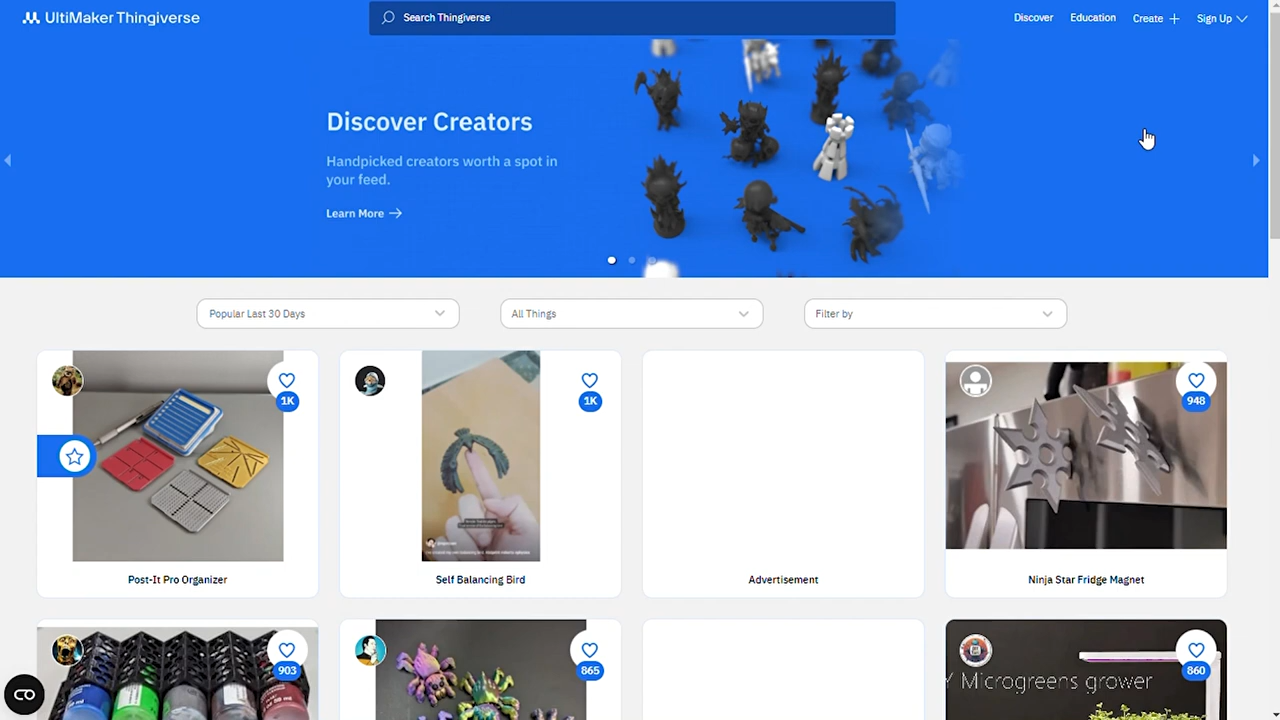 UltiMaker Thingiverse
Search Thingiverse
Discover
Education
Create
Sign Up
Discover Creators
Handpicked creators worth a spot in
your feed.
Learn More
Popular Last 30 Days
All Things
Filter by
1K
1K
948
Post-It Pro Organizer
Self Balancing Bird
Advertisement
Ninja Star Fridge Magnet
903
865
860
Y Microgreens grower